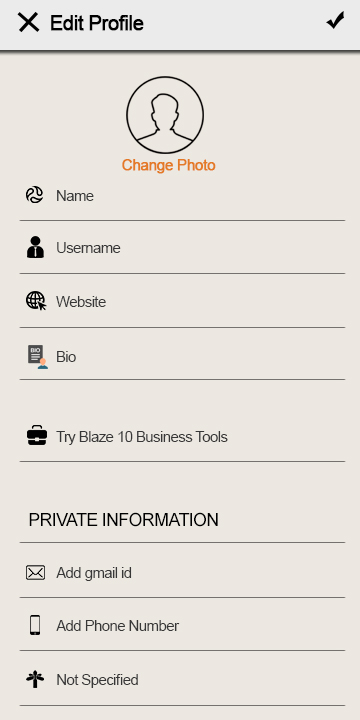 Edit Profile
Change Photo
Name
Username
Website
BIO
Bio
Try Blaze 10 Business Tools
PRIVATE INFORMATION
Add gmail id
Add Phone Number
Not Specified